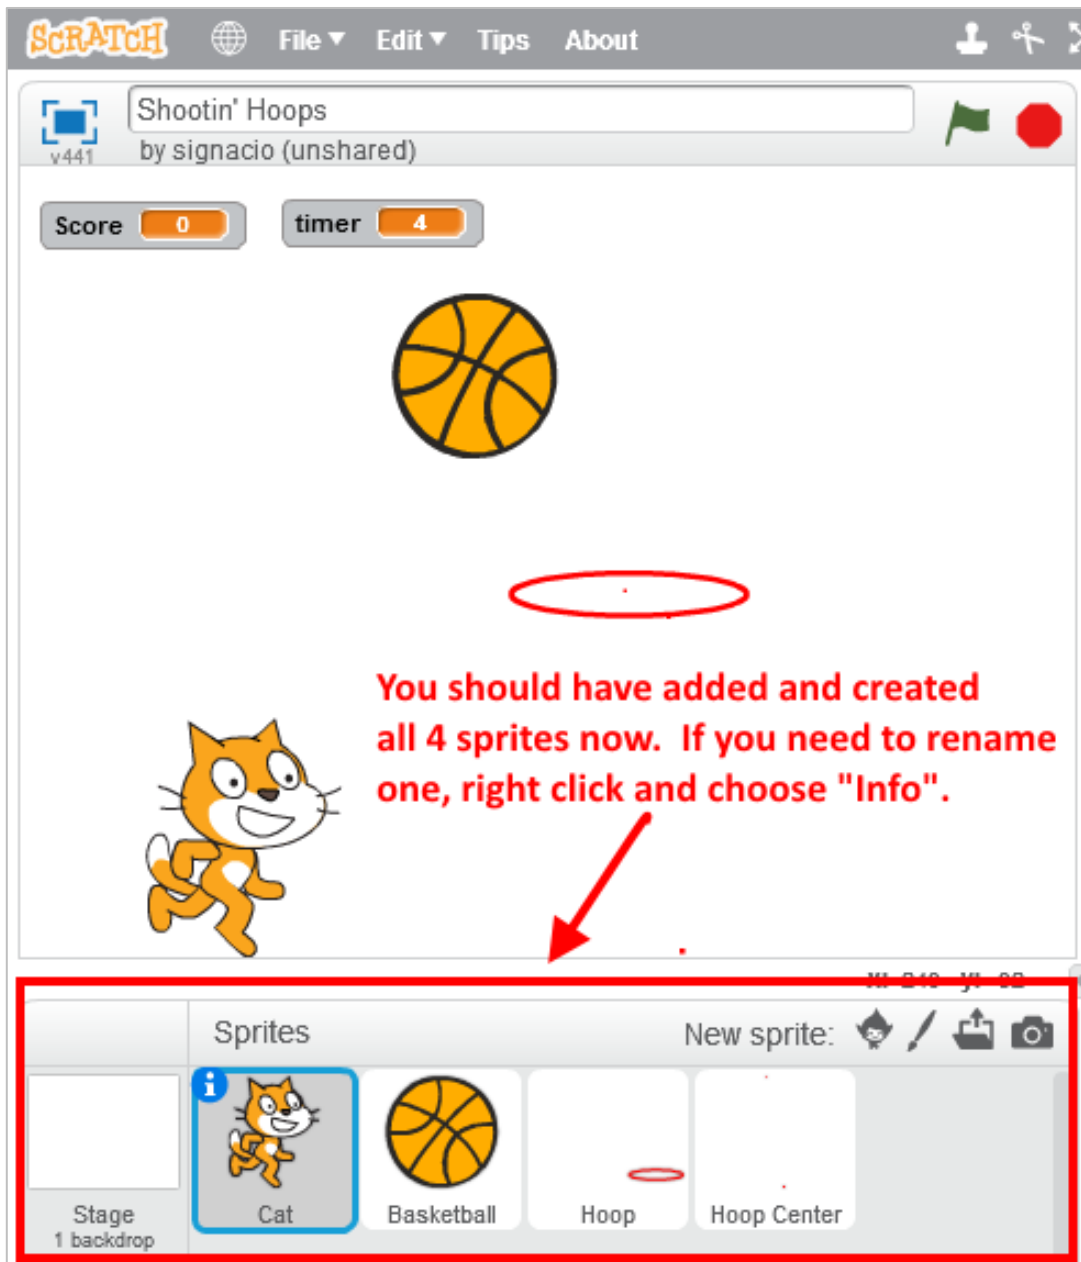 SCRATCH File Edit Tips About
Shootin' Hoops
v441 by signacio (unshared)
Score 0 timer 4
You should have added and created
all 4 sprites now. If you need to rename
one, right click and choose "Info".
Sprites New sprite:
i
Stage Cat Basketball Hoop Hoop Center
1 backdrop